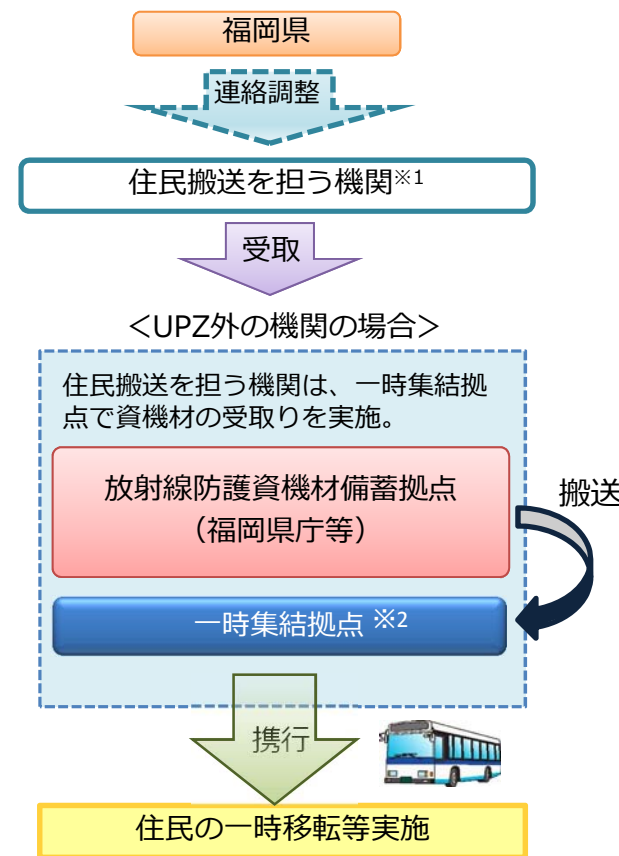 福岡県
連絡調整
住民搬送を担う機関※1
受取
＜UPZ外の機関の場合＞
住民搬送を担う機関は、一時集結拠
点で資機材の受取りを実施。
放射線防護資機材備蓄拠点
（福岡県庁等）
搬送
一時集結拠点 ※2
携行
住民の一時移転等実施